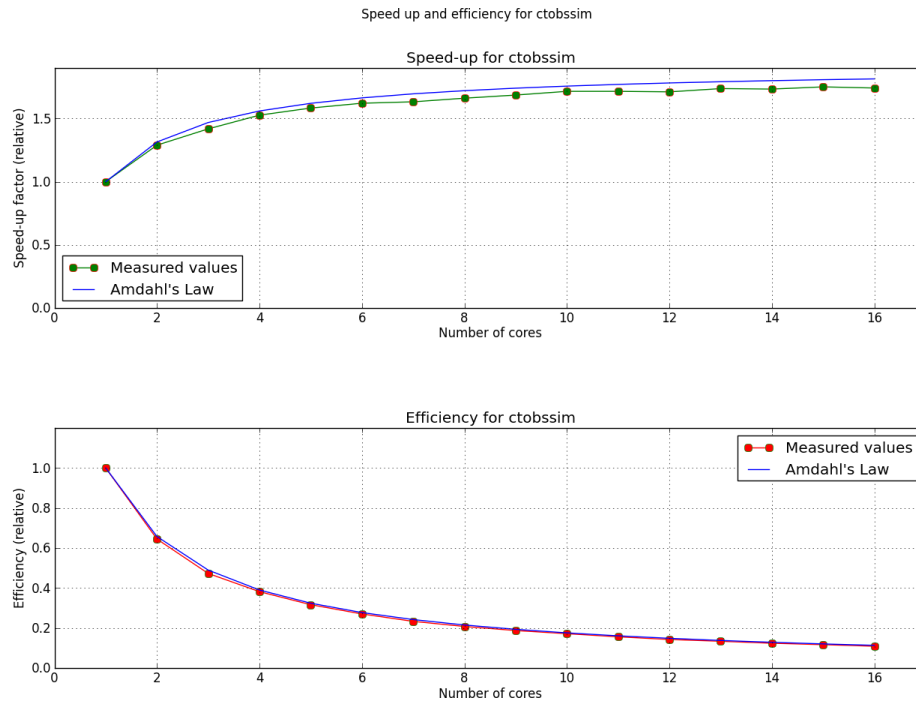 Speed up and efficiency for ctobssim
Speed-up for ctobssim
Speed-up factor (relative)
1.5
1.0
0.5
0.0
Measured values
Amdahl's Law
0 2 4 6 8 10 12 14 16
Number of cores
Efficiency for ctobssim
Efficiency (relative)
1.0
0.8
0.6
0.4
0.2
0.0
Measured values
Amdahl's Law
0 2 4 6 8 10 12 14 16
Number of cores